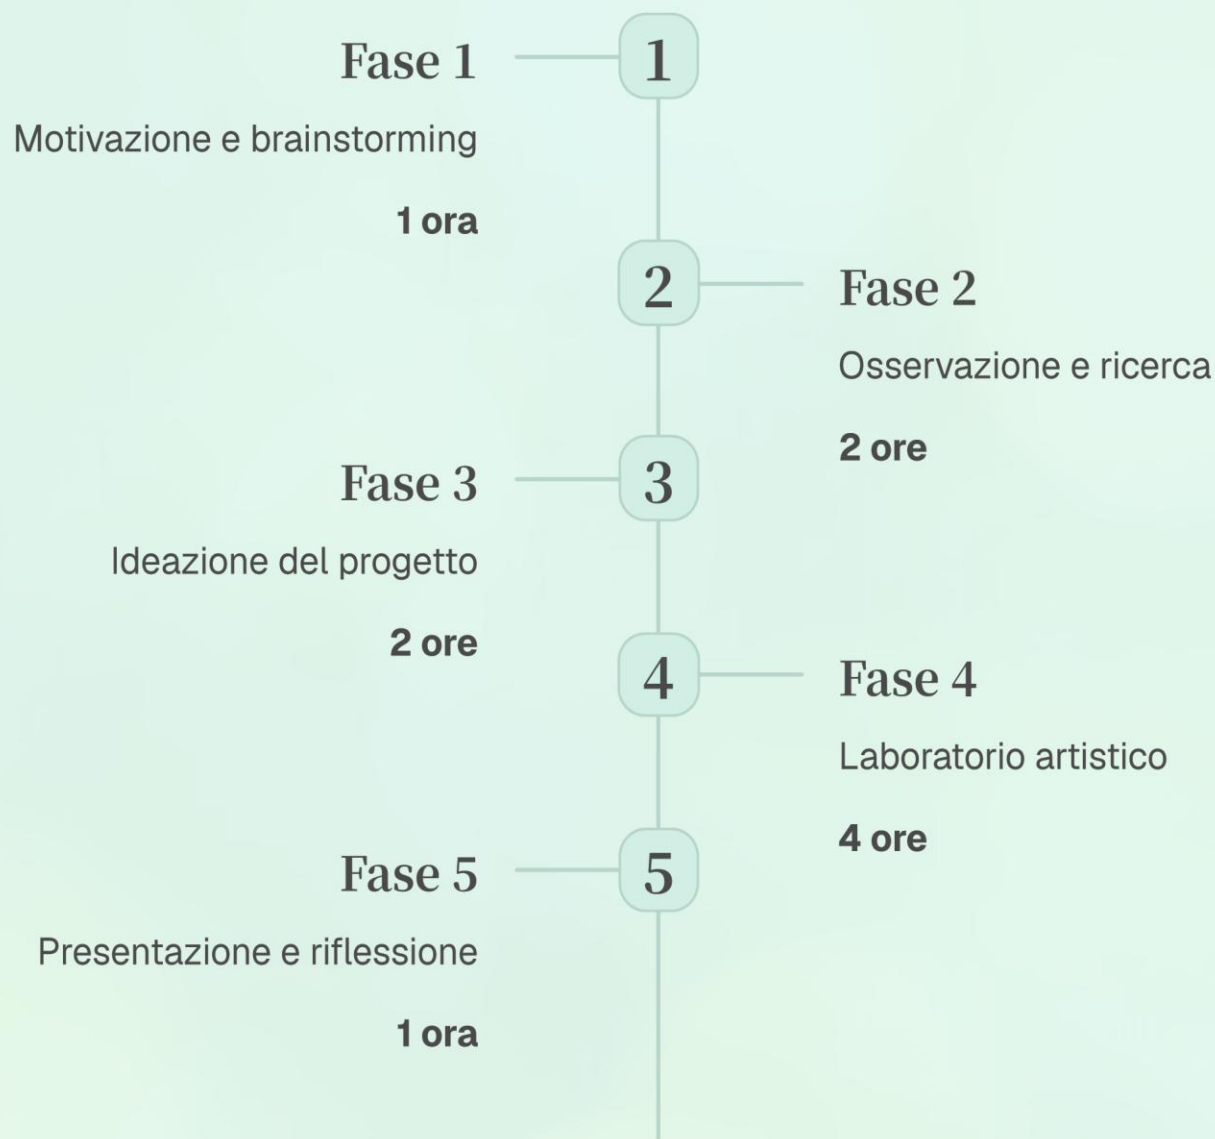 Fase 1
1
Motivazione e brainstorming
1 ora
2
Fase 2
Osservazione e ricerca
2 ore
Fase 3
3
Ideazione del progetto
2 ore
4
Fase 4
Laboratorio artistico
4 ore
Fase 5
5
Presentazione e riflessione
1 ora